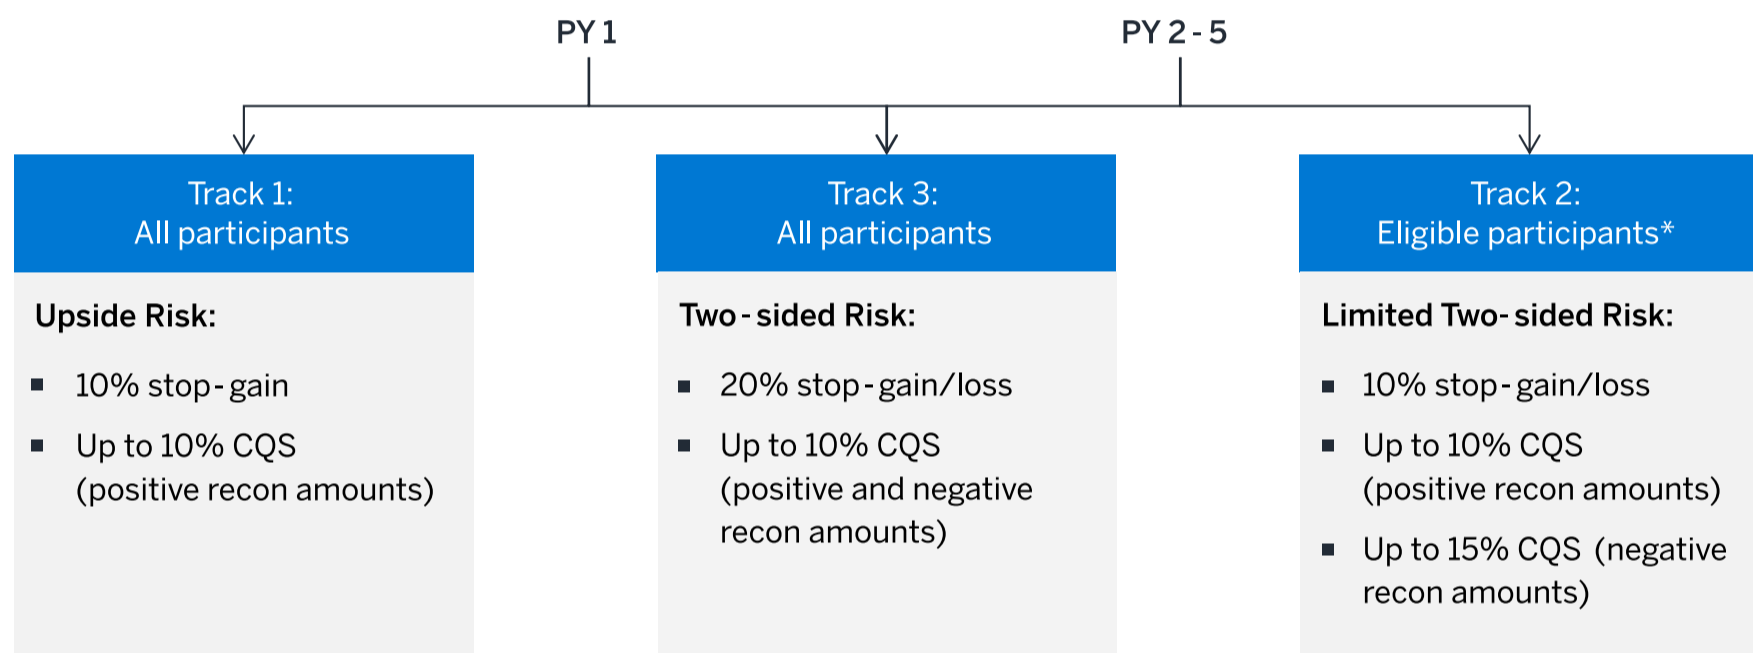 PY 1
PY 2 - 5
Track 1:
All participants
Upside Risk:
▪ 10% stop-gain
▪ Up to 10% CQS
(positive recon amounts)
Track 3:
All participants
Two-sided Risk:
▪ 20% stop-gain/loss
▪ Up to 10% CQS
(positive and negative
recon amounts)
Track 2:
Eligible participants*
Limited Two-sided Risk:
▪ 10% stop-gain/loss
▪ Up to 10% CQS
(positive recon amounts)
▪ Up to 15% CQS (negative
recon amounts)